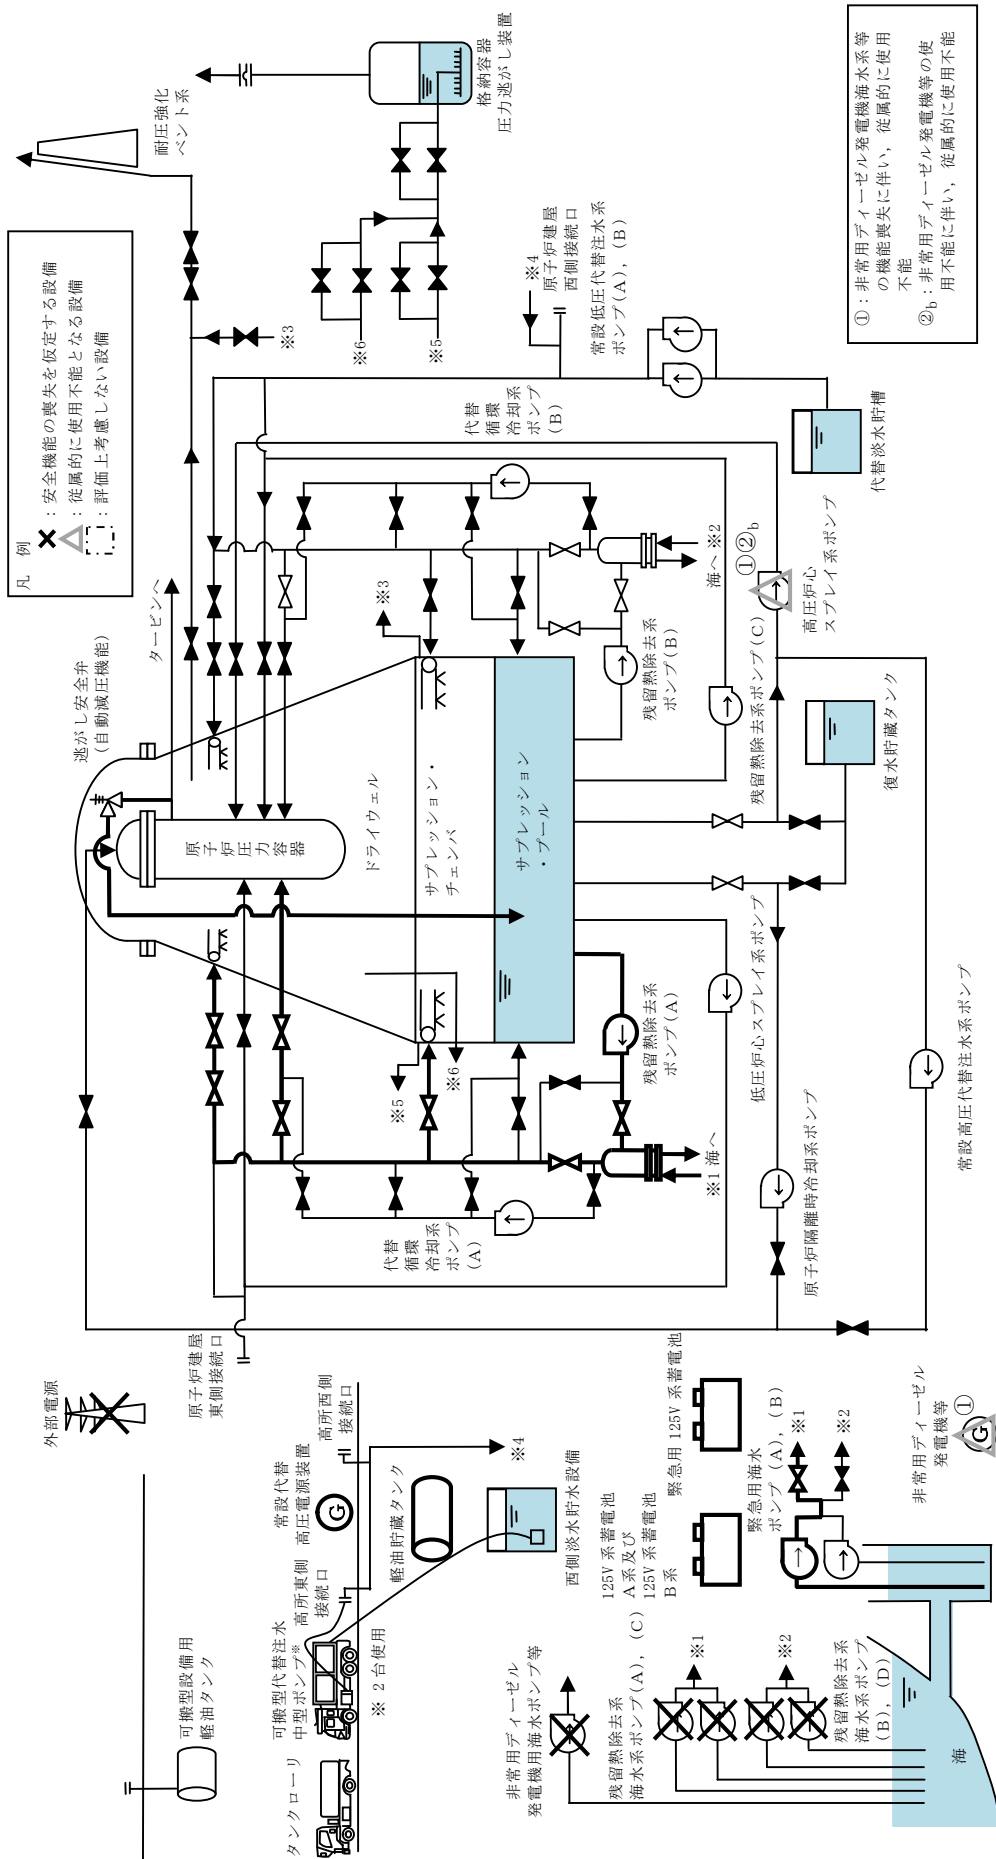 凡　例
：安全機能の喪失を仮定する設備
：従属的に使用不能となる設備
：評価上考慮しない設備
耐圧強化
ベント系
格納容器
圧力逃がし装置
①：非常用ディーゼル発電機海水系等
の機能喪失に伴い，従属的に使用
不能
②b：非常用ディーゼル発電機等の使
用不能に伴い，従属的に使用不能
※3
※6
※5
※4
原子炉建屋
西側接続口
常設低圧代替注水系
ポンプ(A)，(B)
逃がし安全弁
(自動減圧機能)
タービンへ
代替
循環
冷却系
ポンプ
(B)
代替淡水貯槽
※3
原子炉圧力容器
ドライウェル
サプレッション・
チェンバ
サプレッション
・プール
海へ ※2
①②b
高圧炉心
スプレイ系ポンプ
残留熱除去系
ポンプ(B)
残留熱除去系ポンプ(C)
復水貯蔵タンク
※5
※6
残留熱除去系
ポンプ(A)
低圧炉心スプレイ系ポンプ
常設高圧代替注水系ポンプ
※1 海へ
原子炉隔離時冷却系ポンプ
代替
循環
冷却系
ポンプ
(A)
原子炉建屋
東側接続口
外部電源
高所西側
接続口
※4
常設代替
高圧電源装置
G
軽油貯蔵タンク
西側淡水貯水設備
高所東側
接続口
可搬型代替注水
中型ポンプ※
※ 2台使用
可搬型設備用
軽油タンク
タンクローリ
緊急用125V系蓄電池
125V系蓄電池
A系及び
125V系蓄電池
B系
緊急用海水
ポンプ(A)，(B)
※1
※2
非常用ディーゼル
発電機等
①
G
非常用ディーゼル
発電機用海水ポンプ等
残留熱除去系
海水系ポンプ(A)，(C)
※1
※2
残留熱除去系
海水系ポンプ
(B)，(D)
海